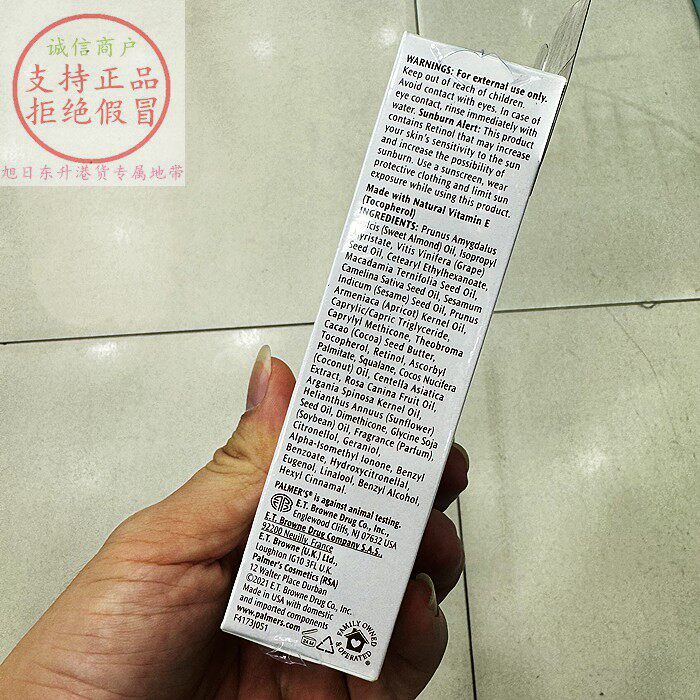 诚信商户
支持正品
拒绝假冒
旭日东升港货专属地带
WARNINGS: For external use only.
Keep out of reach of children.
Avoid contact with eyes. In case of
eye contact, rinse immediately with
water. Sunburn Alert: This product
contains Retinol that may increase
your skin's sensitivity to the sun
and increase the possibility of
sunburn. Use a sunscreen, wear
protective clothing and limit sun
exposure while using this product.
Made with Natural Vitamin E
(Tocopherol)
INGREDIENTS: Prunus Amygdalus
(Sweet Almond) Oil, Isopropyl
Vitis Vinifera (Grape)
Seed Oil, Cetearyl Ethylhexanoate,
Macadamia Ternifolia Seed Oil,
Camelina Sativa Seed Oil, Sesamum
Indicum (Sesame) Seed Oil, Prunus
Armeniaca (Apricot) Kernel Oil,
Caprylic/Capric Triglyceride,
Caprylyl Methicone, Theobroma
Cacao (Cocoa) Seed Butter,
Tocopherol, Retinol, Ascorbyl
Palmitate, Squalane, Cocos Nucifera
(Coconut) Oil, Centella Asiatica
Extract, Rosa Canina Fruit Oil,
Argania Spinosa Kernel Oil,
Helianthus Annuus (Sunflower)
Seed Oil, Dimethicone, Glycine Soja
(Soybean) Oil, Fragrance (Parfum),
Citronellol, Geraniol,
Alpha-Isomethyl Ionone, Benzyl
Benzoate, Hydroxycitronellal,
Eugenol, Linalool, Benzyl Alcohol,
Hexyl Cinnamal.
PALMER'S® is against animal testing.
ETB
E.T. Browne Drug Co., Inc.,
Englewood Cliffs, NJ 07632 USA
E.T. Browne Drug Company S.A.S.,
92200 Neuilly, France
E.T. Browne (U.K.) Ltd.,
Loughton IG10 3FL U.K
Palmer's Cosmetics (RSA)
12 Walter Place Durban
©2021 E.T. Browne Drug Co., Inc.
Made in USA with domestic
and imported components
www.palmers.com
F4173J051
24 M
FAMILY OWNED
& OPERATED